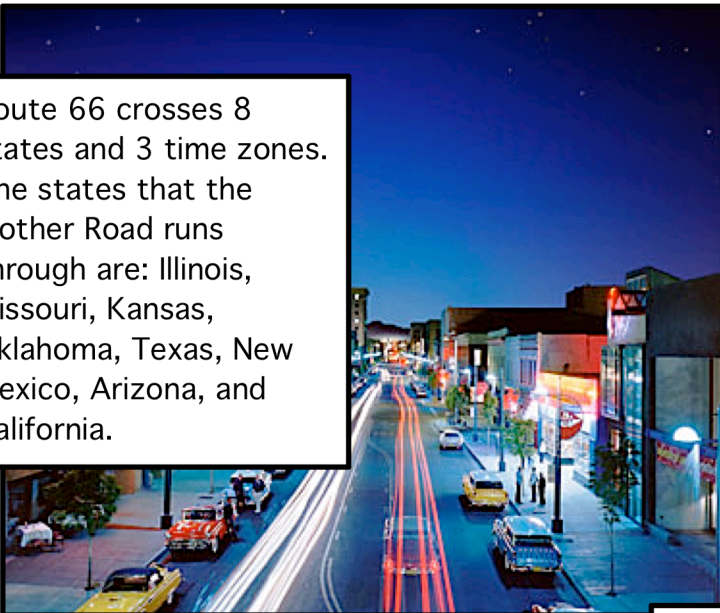 oute 66 crosses 8
tates and 3 time zones.
he states that the
other Road runs
hrough are: Illinois,
issouri, Kansas,
klahoma, Texas, New
exico, Arizona, and
alifornia.